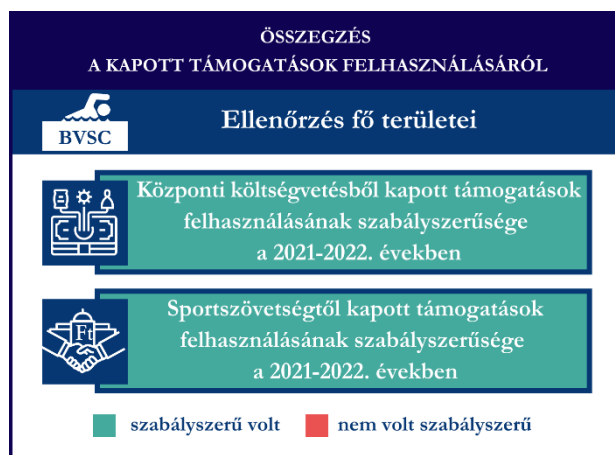 ÖSSZEGZÉS
A KAPOTT TÁMOGATÁSOK FELHASZNÁLÁSÁRÓL
BVSC
Ellenőrzés fő területei
Központi költségvetésből kapott támogatások
felhasználásának szabályszerűsége
a 2021-2022. években
Ft
Sportszövetségtől kapott támogatások
felhasználásának szabályszerűsége
a 2021-2022. években
szabályszerű volt
nem volt szabályszerű